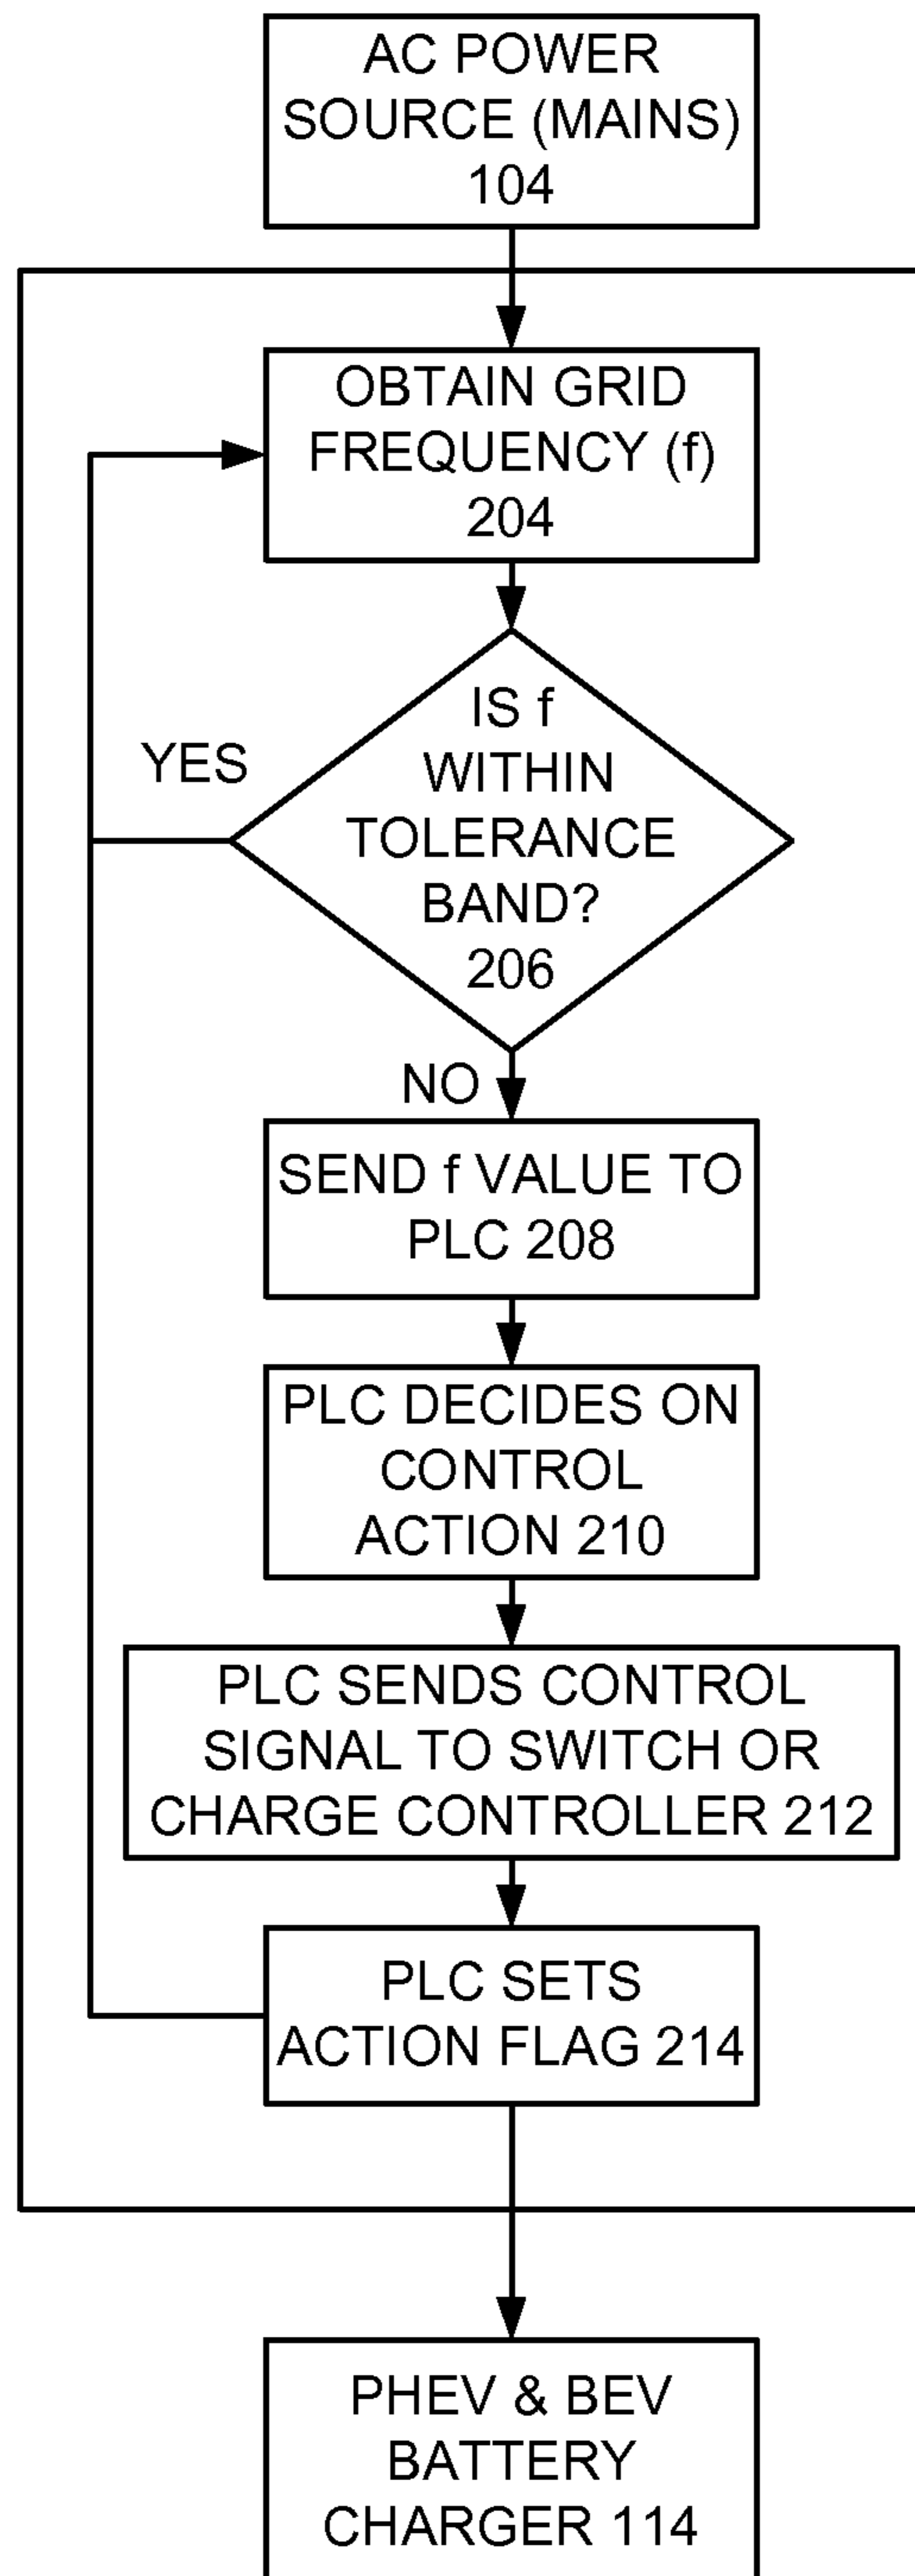 AC POWER
SOURCE (MAINS)
104
OBTAIN GRID
FREQUENCY (f)
204
IS f
WITHIN
TOLERANCE
BAND?
206
YES
NO
SEND f VALUE TO
PLC 208
PLC DECIDES ON
CONTROL
ACTION 210
PLC SENDS CONTROL
SIGNAL TO SWITCH OR
CHARGE CONTROLLER 212
PLC SETS
ACTION FLAG 214
PHEV & BEV
BATTERY
CHARGER 114